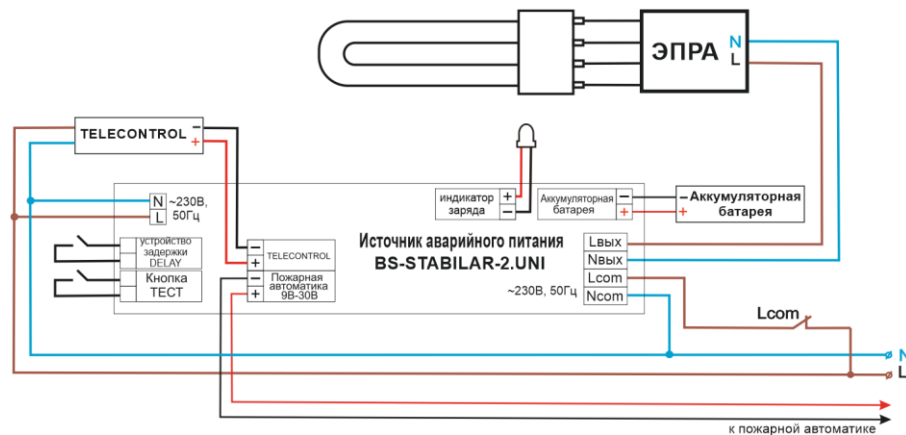 ЭПРА
N
L
TELECONTROL
−
+
N
L
~230В,
50Гц
индикатор
заряда
+
−
Аккумуляторная
батарея
−
+
− Аккумуляторная
+ батарея
устройство
задержки
DELAY
Кнопка
ТЕСТ
−
+
TELECONTROL
−
+
Пожарная
автоматика
9В-30В
Источник аварийного питания
BS-STABILAR-2.UNI
~230В, 50Гц
Lвых
Nвых
Lcom
Ncom
Lcom
N
L
к пожарной автоматике